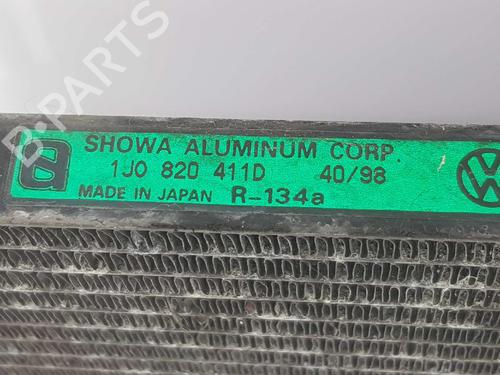 B-PARTS
SHOWA ALUMINUM CORP.
1J0 820 411D 40/98
MADE IN JAPAN R-134a